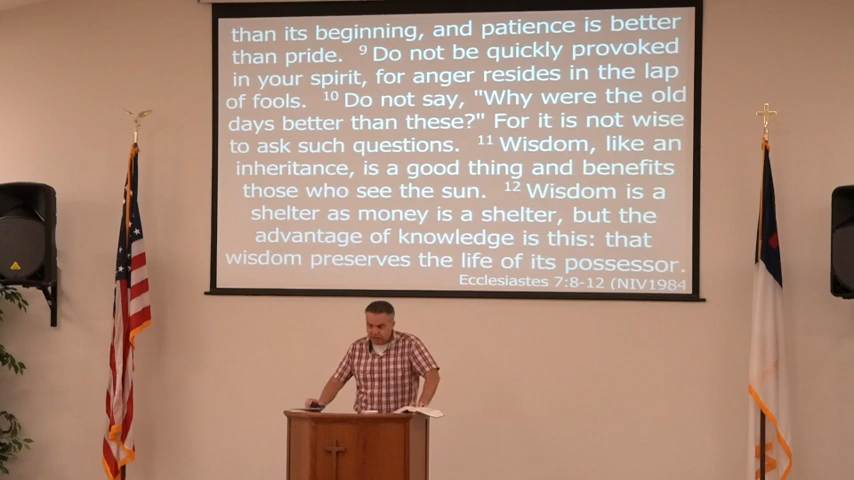 than its beginning, and patience is better
than pride. 9 Do not be quickly provoked
in your spirit, for anger resides in the lap
of fools. 10 Do not say, "Why were the old
days better than these?" For it is not wise
to ask such questions. 11 Wisdom, like an
inheritance, is a good thing and benefits
those who see the sun. 12 Wisdom is a
shelter as money is a shelter, but the
advantage of knowledge is this: that
wisdom preserves the life of its possessor.
Ecclesiastes 7:8-12 (NIV1984